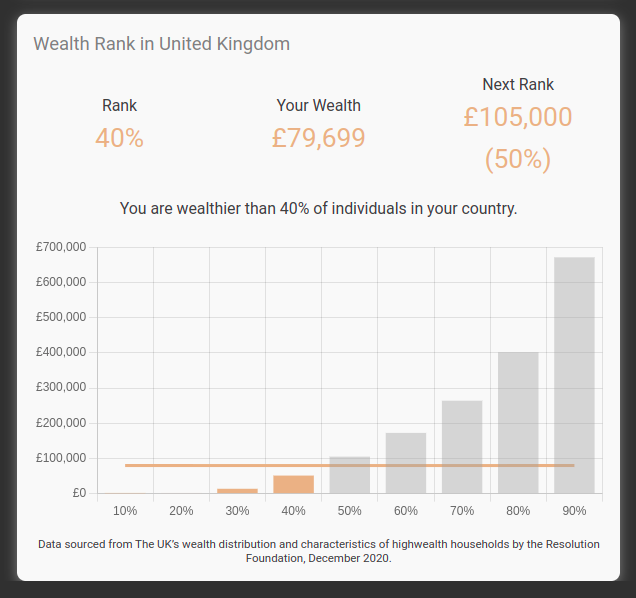 Wealth Rank in United Kingdom
Rank
40%
Your Wealth
£79,699
Next Rank
£105,000
(50%)
You are wealthier than 40% of individuals in your country.
£700,000
£600,000
£500,000
£400,000
£300,000
£200,000
£100,000
£0
10% 20% 30% 40% 50% 60% 70% 80% 90%
Data sourced from The UK's wealth distribution and characteristics of highwealth households by the Resolution
Foundation, December 2020.